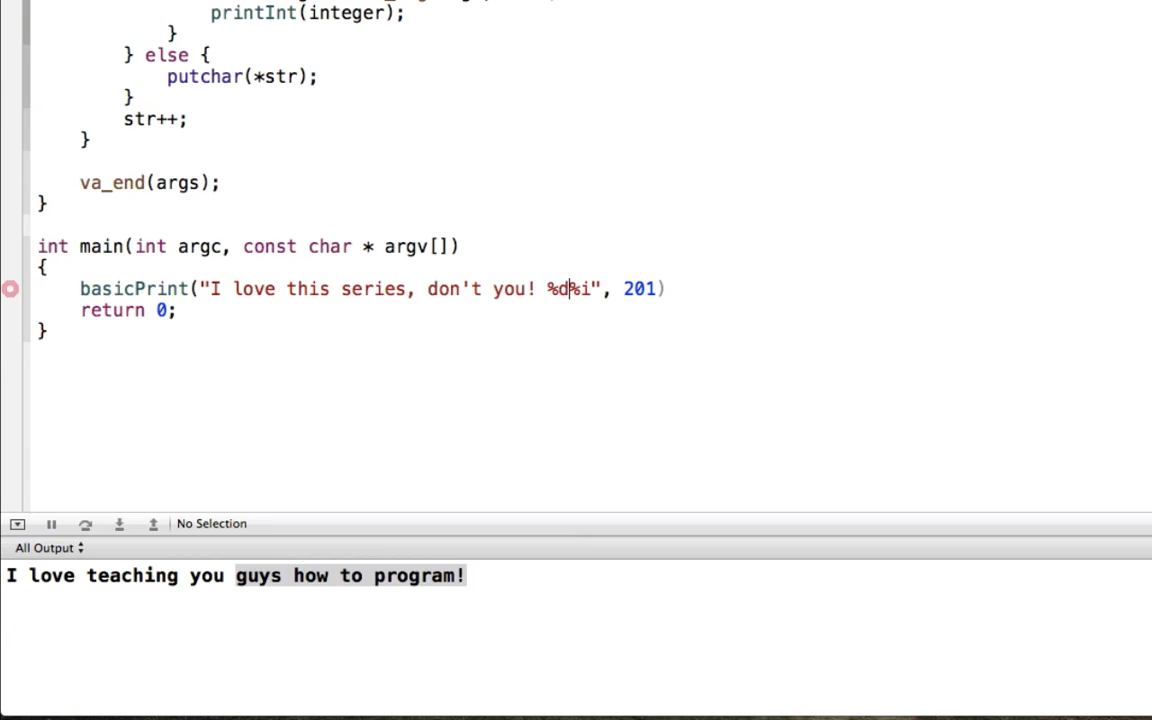 printInt(integer);
}
} else {
putchar(*str);
}
str++;
}
va_end(args);
}
int main(int argc, const char * argv[])
{
basicPrint("I love this series, don't you! %d%i", 201)
return 0;
}
No Selection
All Output
I love teaching you guys how to program!